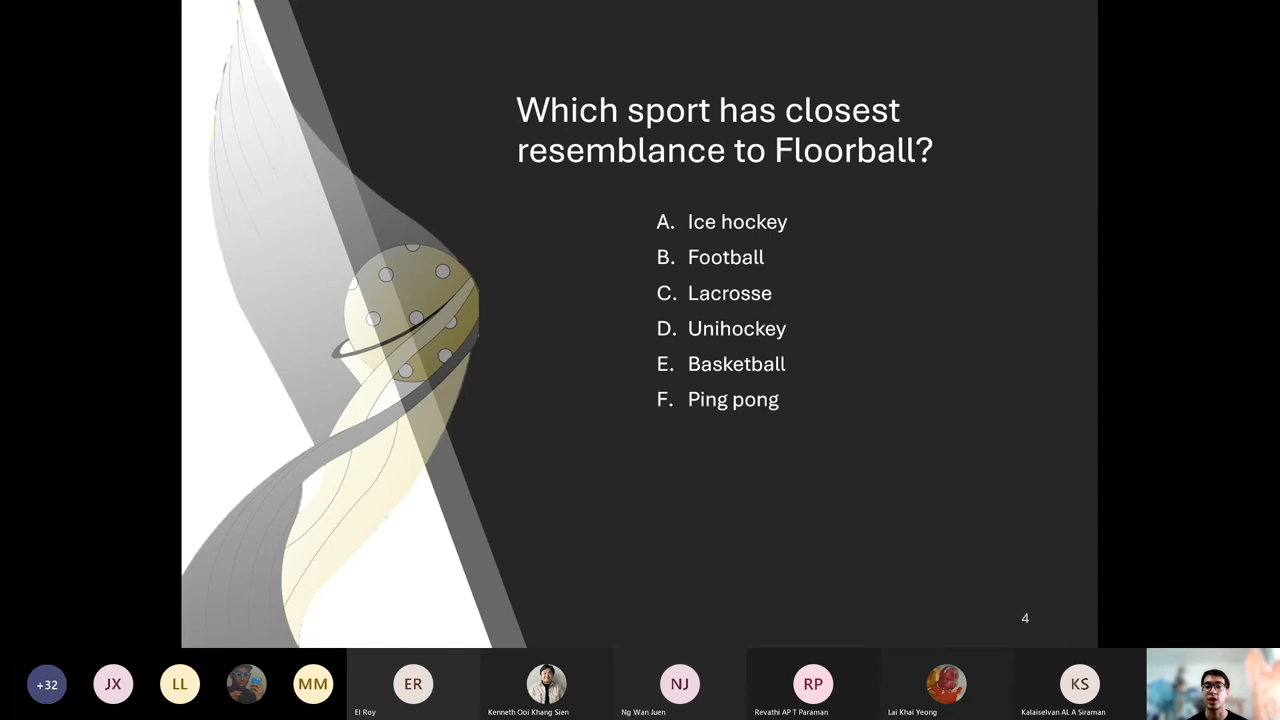 Which sport has closest
resemblance to Floorball?
A. Ice hockey
B. Football
C. Lacrosse
D. Unihockey
E. Basketball
F. Ping pong
4
+32
JX
LL
MM
ER
NJ
RP
KS
El Roy
Kenneth Ooi Khang Sien
Ng Wan Juen
Revathi AP T Paraman
Lai Khai Yeong
Kalaiselvan AL A Siraman